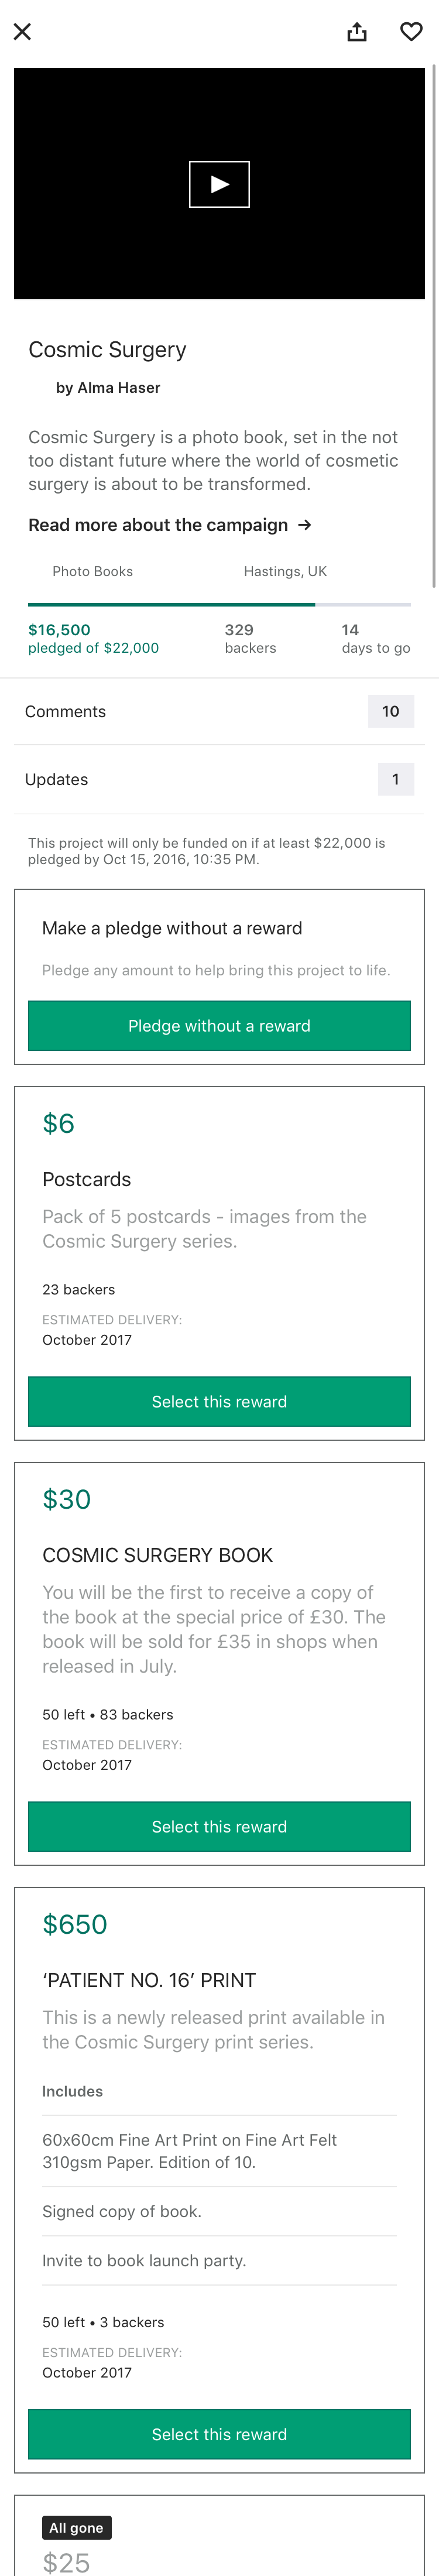 Cosmic Surgery
by Alma Haser
Cosmic Surgery is a photo book, set in the not
too distant future where the world of cosmetic
surgery is about to be transformed.
Read more about the campaign →
Photo Books
Hastings, UK
$16,500
pledged of $22,000
329
backers
14
days to go
Comments
10
Updates
1
This project will only be funded on if at least $22,000 is
pledged by Oct 15, 2016, 10:35 PM.
Make a pledge without a reward
Pledge any amount to help bring this project to life.
Pledge without a reward
$6
Postcards
Pack of 5 postcards - images from the
Cosmic Surgery series.
23 backers
ESTIMATED DELIVERY:
October 2017
Select this reward
$30
COSMIC SURGERY BOOK
You will be the first to receive a copy of
the book at the special price of £30. The
book will be sold for £35 in shops when
released in July.
50 left • 83 backers
ESTIMATED DELIVERY:
October 2017
Select this reward
$650
‘PATIENT NO. 16’ PRINT
This is a newly released print available in
the Cosmic Surgery print series.
Includes
60x60cm Fine Art Print on Fine Art Felt
310gsm Paper. Edition of 10.
Signed copy of book.
Invite to book launch party.
50 left • 3 backers
ESTIMATED DELIVERY:
October 2017
Select this reward
All gone
$25